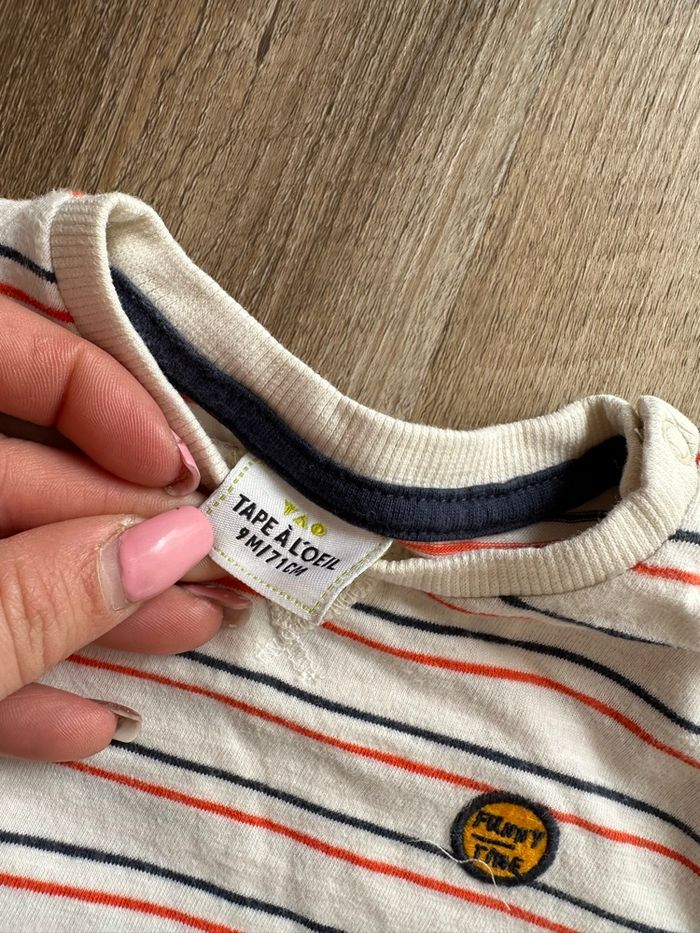 TAO
TAPE À L'OEIL
9M/71CM
FUNNY
TIME